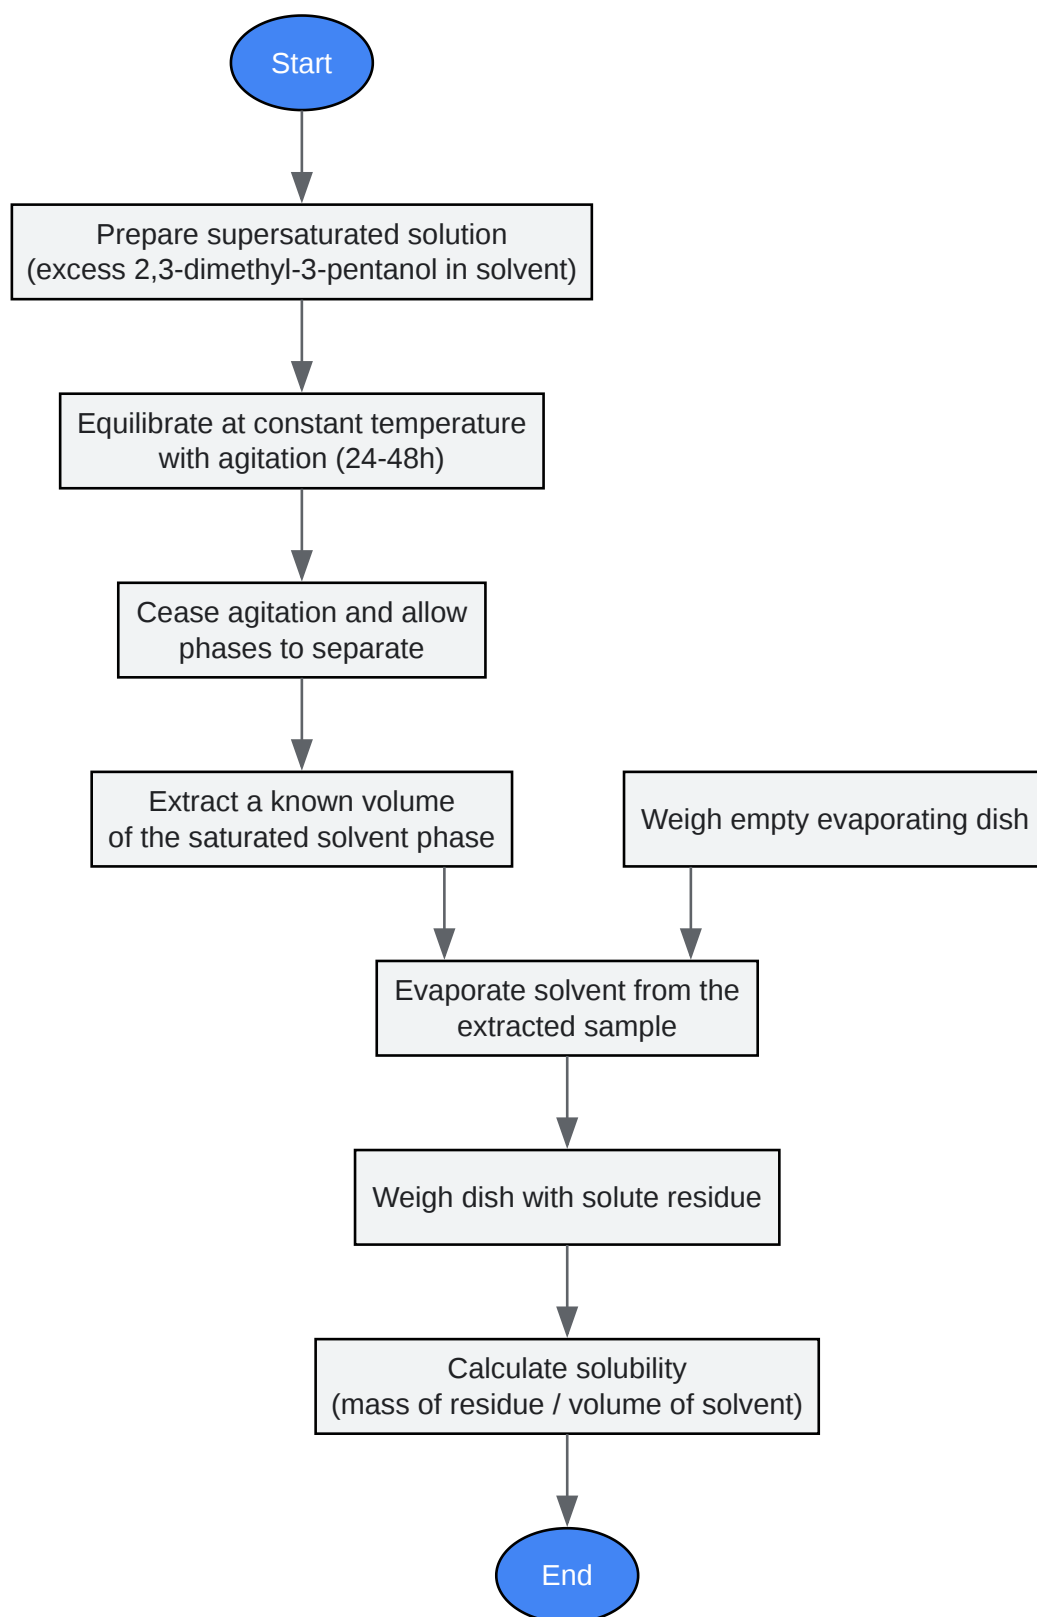 Start
Prepare supersaturated solution
(excess 2,3-dimethyl-3-pentanol in solvent)
Equilibrate at constant temperature
with agitation (24-48h)
Cease agitation and allow
phases to separate
Extract a known volume
of the saturated solvent phase
Weigh empty evaporating dish
Evaporate solvent from the
extracted sample
Weigh dish with solute residue
Calculate solubility
(mass of residue / volume of solvent)
End